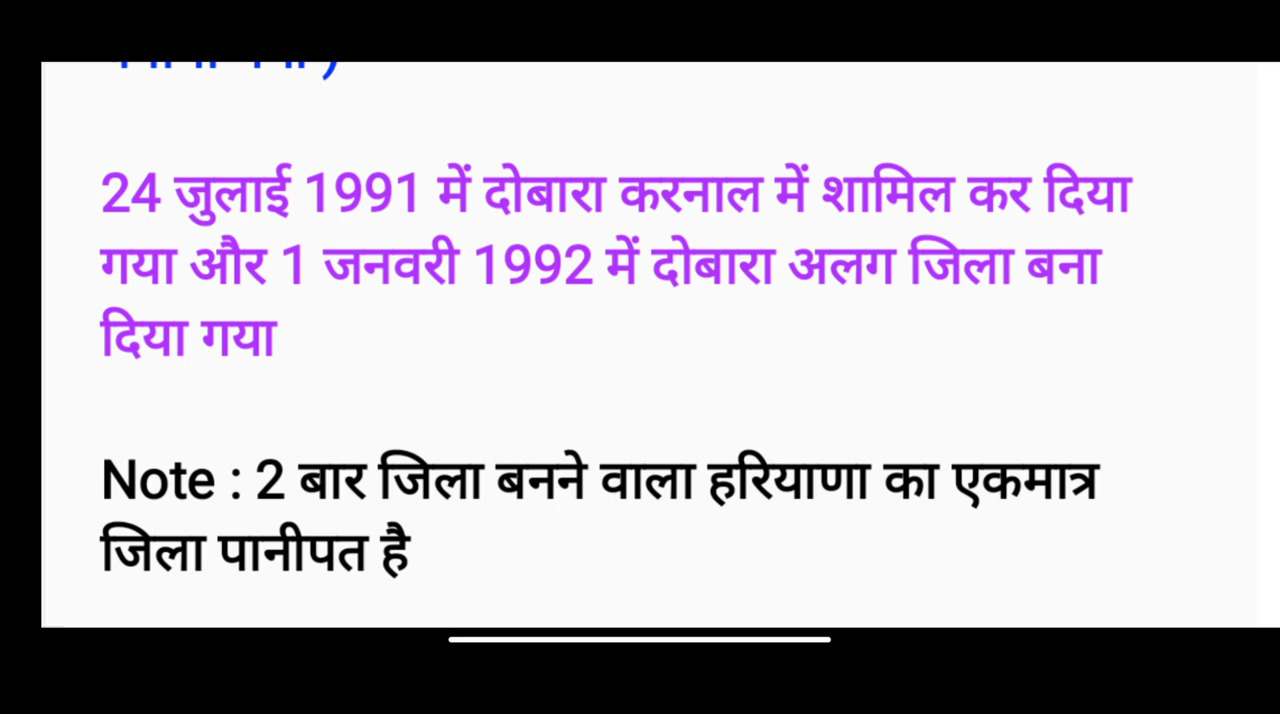 24 जुलाई 1991 में दोबारा करनाल में शामिल कर दिया
गया और 1 जनवरी 1992 में दोबारा अलग जिला बना
दिया गया
Note : 2 बार जिला बनने वाला हरियाणा का एकमात्र
जिला पानीपत है